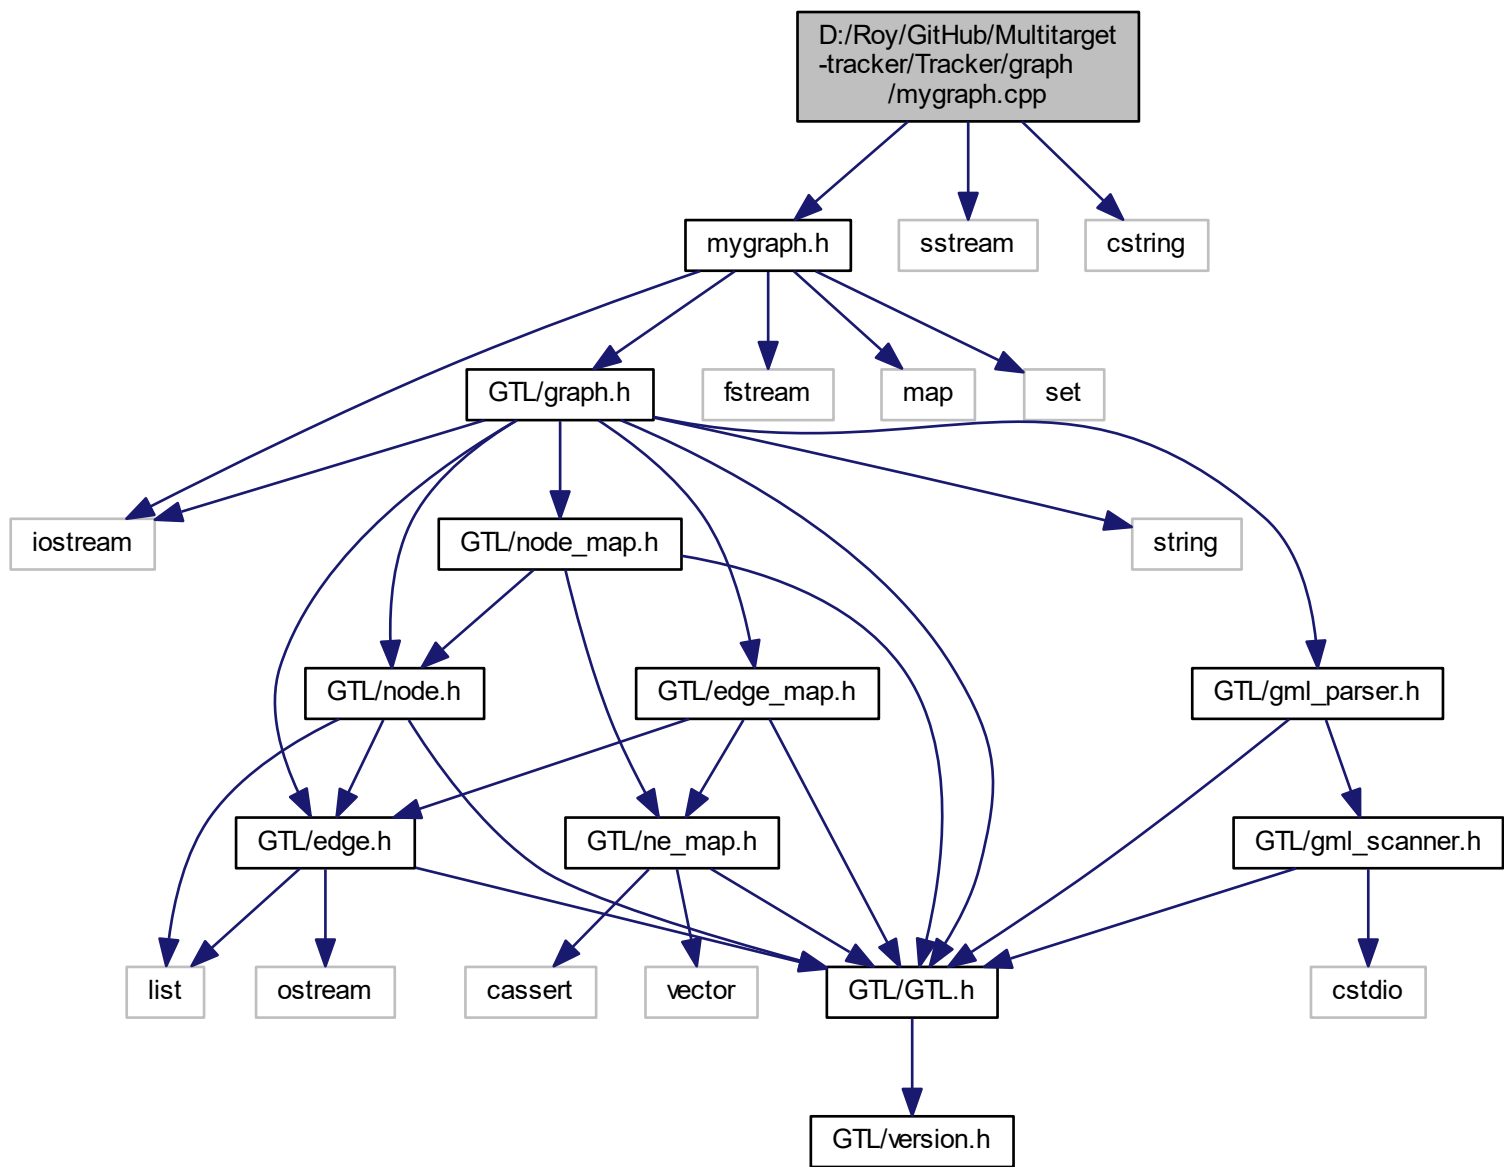 D:/Roy/GitHub/Multitarget
-tracker/Tracker/graph
/mygraph.cpp
mygraph.h
sstream
cstring
GTL/graph.h
fstream
map
set
iostream
GTL/node_map.h
string
GTL/node.h
GTL/edge_map.h
GTL/gml_parser.h
GTL/edge.h
GTL/ne_map.h
GTL/gml_scanner.h
list
ostream
cassert
vector
GTL/GTL.h
cstdio
GTL/version.h